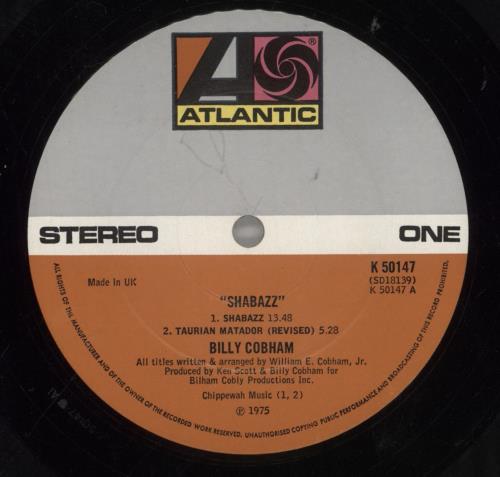 ®
ATLANTIC
STEREO
ONE
K 50147
(SD18139)
K 50147 A
Made in UK
"SHABAZZ"
1. SHABAZZ 13.48
2. TAURIAN MATADOR (REVISED) 5.28
BILLY COBHAM
All titles written & arranged by William E. Cobham, Jr.
Produced by Ken Scott & Billy Cobham for
Bilham Cobly Productions Inc.
Chippewah Music (1, 2)
℗ 1975
ALL RIGHTS OF THE MANUFACTURER AND OF THE OWNER OF THE RECORDED WORK RESERVED. UNAUTHORISED COPYING PUBLIC PERFORMANCE AND BROADCASTING OF THIS RECORD PROHIBITED.